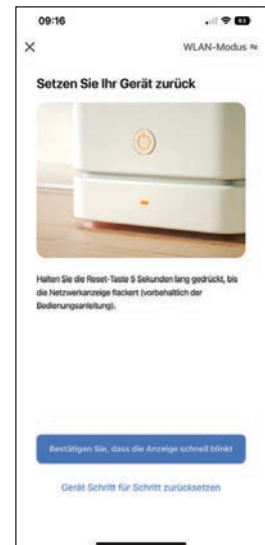 09:16
WLAN-Modus
Setzen Sie Ihr Gerät zurück
Halten Sie die Reset-Taste 5 Sekunden lang gedrückt, bis
die Netzwerkanzeige flackert (vorbehaltlich der
Bedienungsanleitung).
Bestätigen Sie, dass die Anzeige schnell blinkt
Gerät Schritt für Schritt zurücksetzen